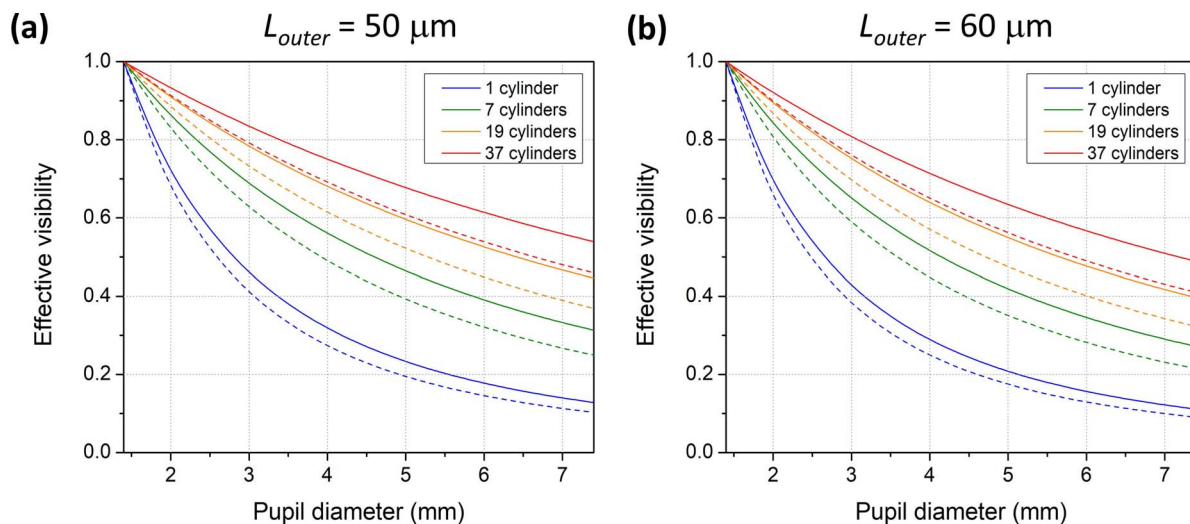 (a)
L_outer = 50 μm
Effective visibility
1.0
0.8
0.6
0.4
0.2
0.0
1 cylinder
7 cylinders
19 cylinders
37 cylinders
2 3 4 5 6 7
Pupil diameter (mm)
(b)
L_outer = 60 μm
Effective visibility
1.0
0.8
0.6
0.4
0.2
0.0
1 cylinder
7 cylinders
19 cylinders
37 cylinders
2 3 4 5 6 7
Pupil diameter (mm)